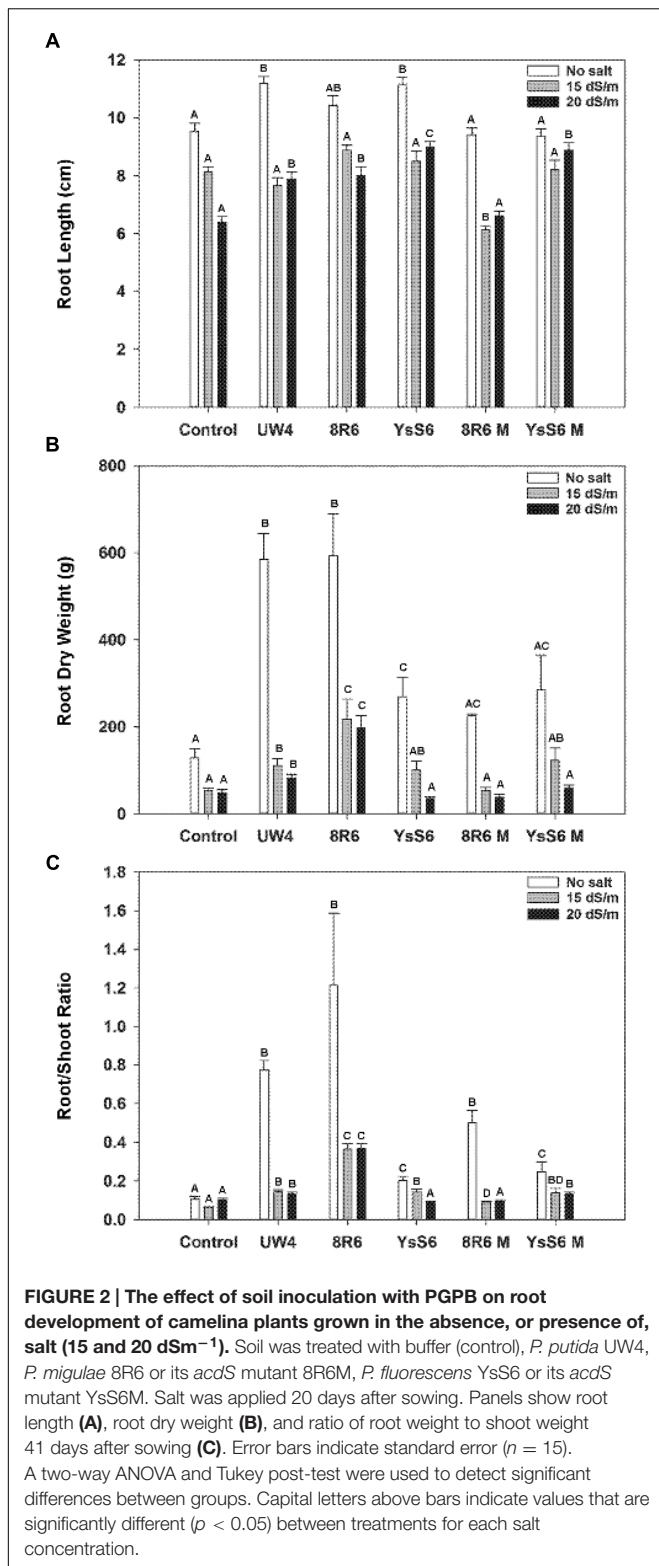 A
12
10
8
6
4
2
0
Root Length (cm)
No salt
15 dS/m
20 dS/m
A A A
B A B
AB A B
B A C
A B A
A A B
Control UW4 8R6 YsS6 8R6 M YsS6 M
B
800
600
400
200
0
Root Dry Weight (g)
No salt
15 dS/m
20 dS/m
A A A
B B B
B C C
C AB A
AC A A
AC AB A
Control UW4 8R6 YsS6 8R6 M YsS6 M
C
1.8
1.6
1.4
1.2
1.0
0.8
0.6
0.4
0.2
0.0
Root/Shoot Ratio
No salt
15 dS/m
20 dS/m
A A A
B B B
B C C
C B A
B D A
C BD B
Control UW4 8R6 YsS6 8R6 M YsS6 M
FIGURE 2 | The effect of soil inoculation with PGPB on root
development of camelina plants grown in the absence, or presence of,
salt (15 and 20 dSm−1). Soil was treated with buffer (control), P. putida UW4,
P. migulae 8R6 or its acdS mutant 8R6M, P. fluorescens YsS6 or its acdS
mutant YsS6M. Salt was applied 20 days after sowing. Panels show root
length (A), root dry weight (B), and ratio of root weight to shoot weight
41 days after sowing (C). Error bars indicate standard error (n = 15).
A two-way ANOVA and Tukey post-test were used to detect significant
differences between groups. Capital letters above bars indicate values that are
significantly different (p < 0.05) between treatments for each salt
concentration.